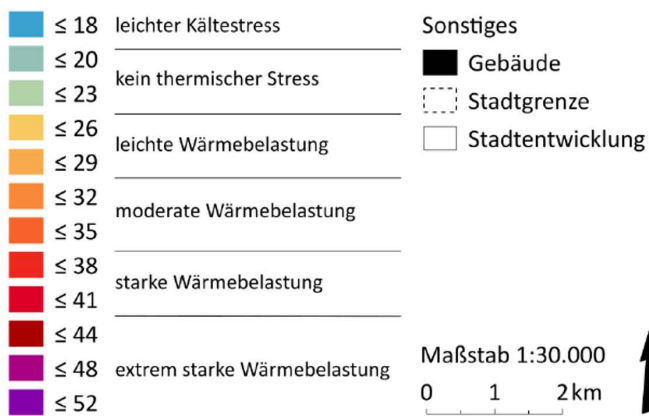 ≤ 18 leichter Kältestress
≤ 20
kein thermischer Stress
≤ 23
≤ 26
leichte Wärmebelastung
≤ 29
≤ 32
moderate Wärmebelastung
≤ 35
≤ 38
starke Wärmebelastung
≤ 41
≤ 44
≤ 48 extrem starke Wärmebelastung
≤ 52
Sonstiges
Gebäude
Stadtgrenze
Stadtentwicklung
Maßstab 1:30.000
0 1 2 km